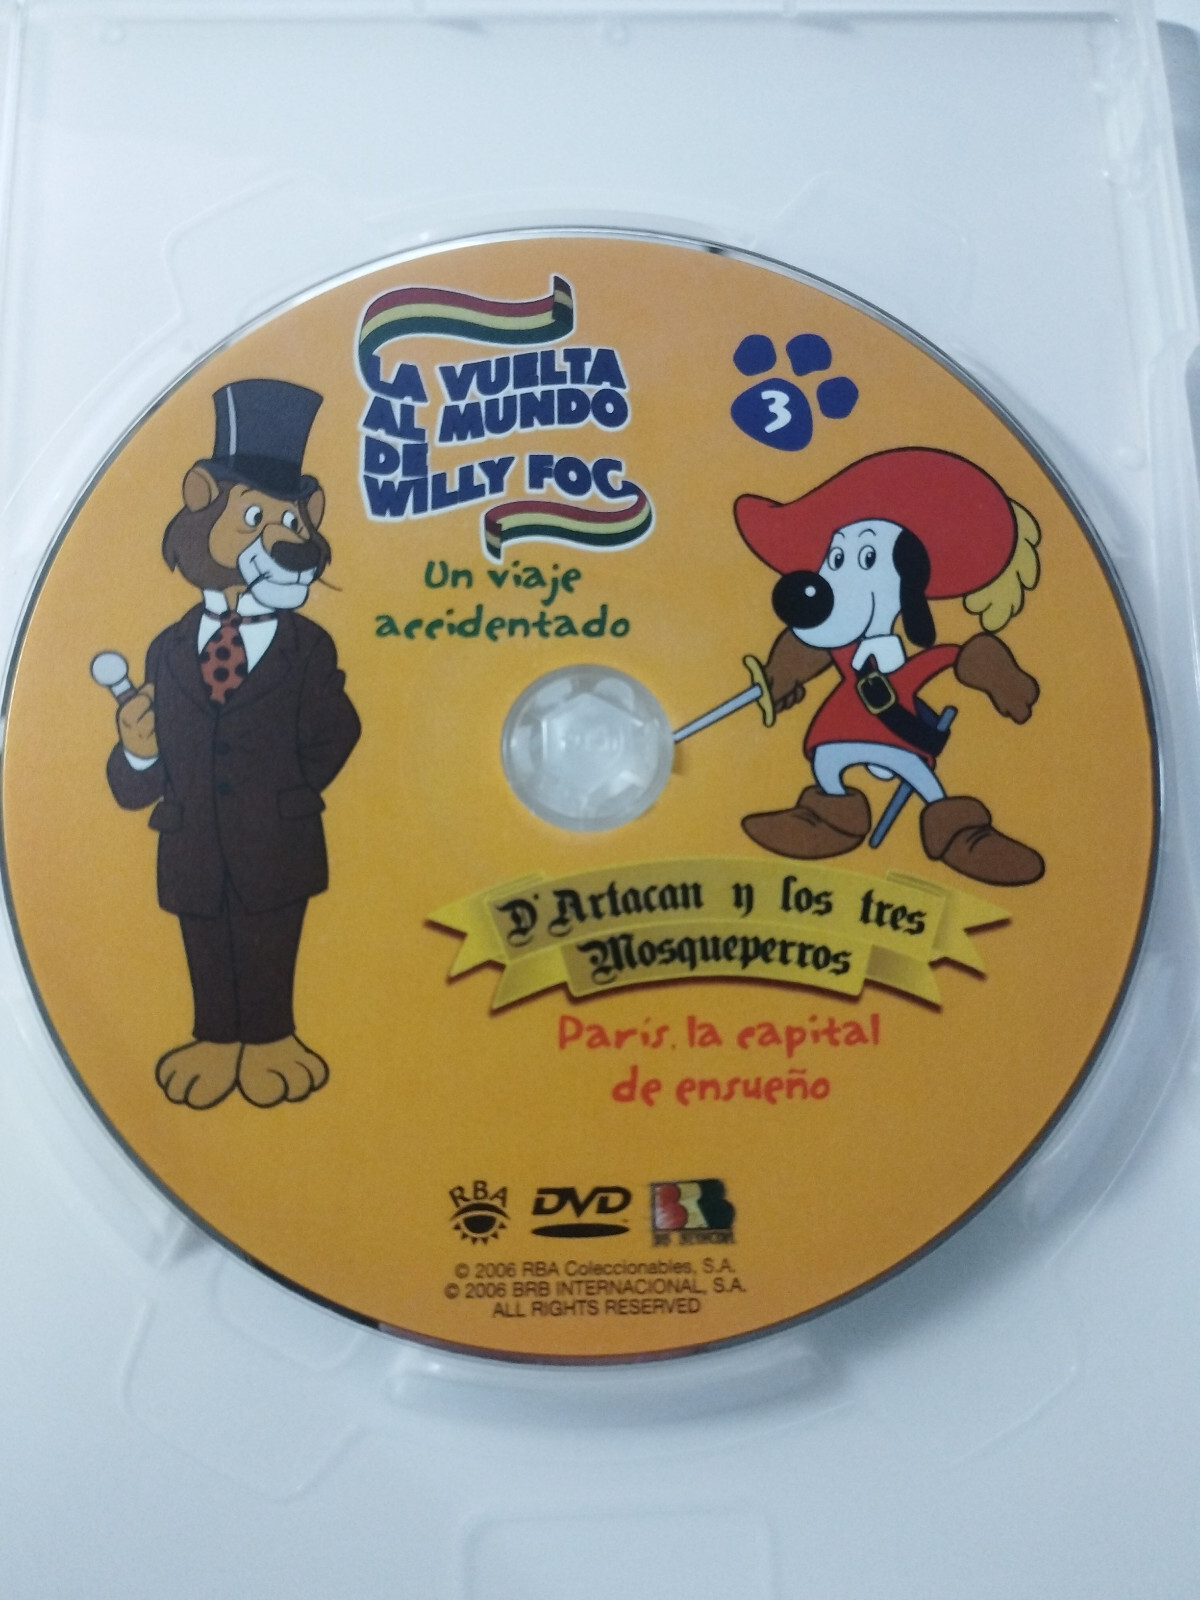 LA VUELTA
AL MUNDO
DE
WILLY FOG
Un viaje
accidentado
3
D'Artacan y los tres
Mosqueperros
París, la capital
de ensueño
RBA
DVD
BRB
© 2006 RBA Coleccionables, S.A.
© 2006 BRB INTERNACIONAL, S.A.
ALL RIGHTS RESERVED